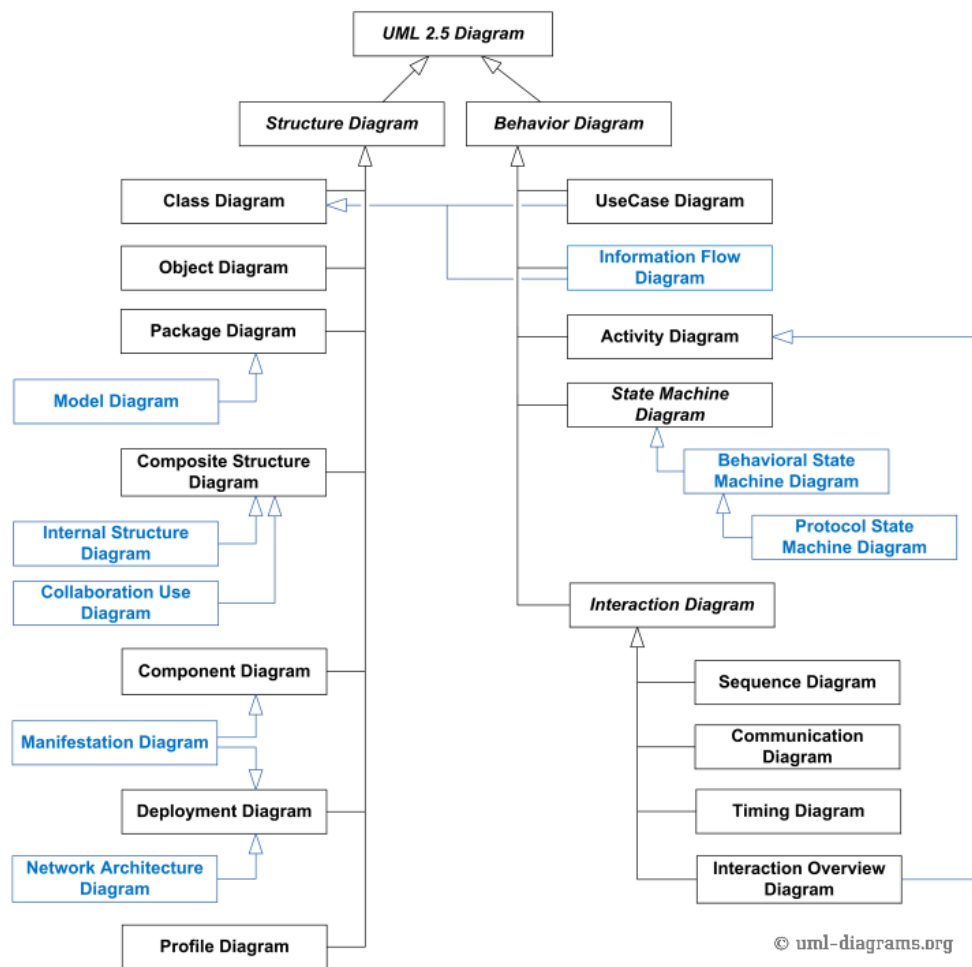 UML 2.5 Diagram
Structure Diagram
Behavior Diagram
Class Diagram
UseCase Diagram
Object Diagram
Information Flow
Diagram
Package Diagram
Activity Diagram
Model Diagram
State Machine
Diagram
Composite Structure
Diagram
Behavioral State
Machine Diagram
Internal Structure
Diagram
Protocol State
Machine Diagram
Collaboration Use
Diagram
Interaction Diagram
Component Diagram
Sequence Diagram
Manifestation Diagram
Communication
Diagram
Deployment Diagram
Timing Diagram
Network Architecture
Diagram
Interaction Overview
Diagram
Profile Diagram
© uml-diagrams.org